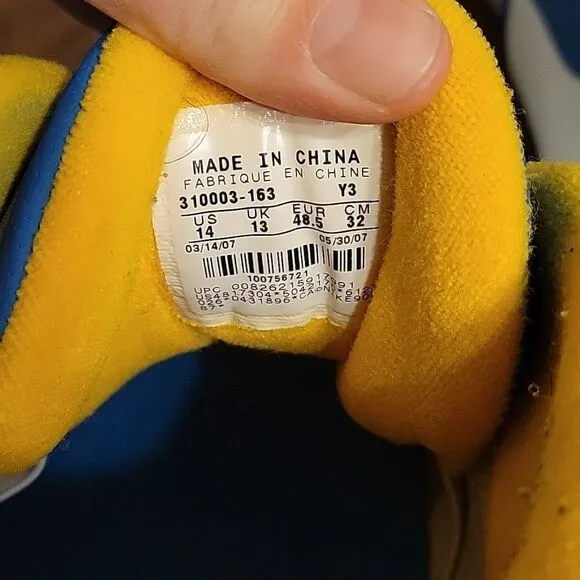 MADE IN CHINA
FABRIQUE EN CHINE
310003-163 Y3
US UK EUR CM
14 13 48.5 32
03/14/07 05/30/07
100756721
UPC